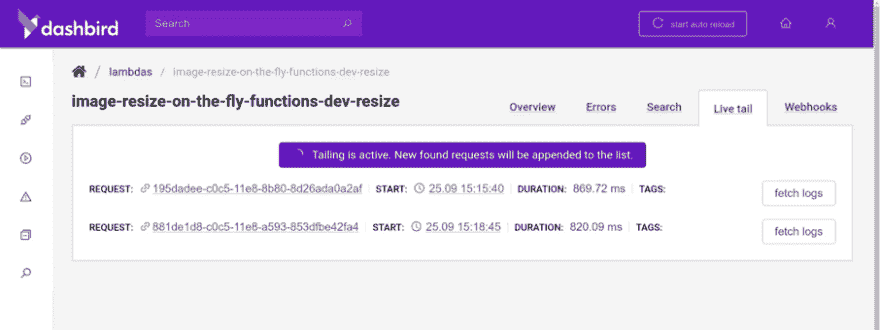 dashbird Search start auto reload
/ lambdas / image-resize-on-the-fly-functions-dev-resize
image-resize-on-the-fly-functions-dev-resize Overview Errors Search Live tail Webhooks
Tailing is active. New found requests will be appended to the list.
REQUEST: 195dadee-c0c5-11e8-8b80-8d26ada0a2af START: 25.09 15:15:40 DURATION: 869.72 ms TAGS: fetch logs
REQUEST: 881de1d8-c0c5-11e8-a593-853dfbe42fa4 START: 25.09 15:18:45 DURATION: 820.09 ms TAGS: fetch logs